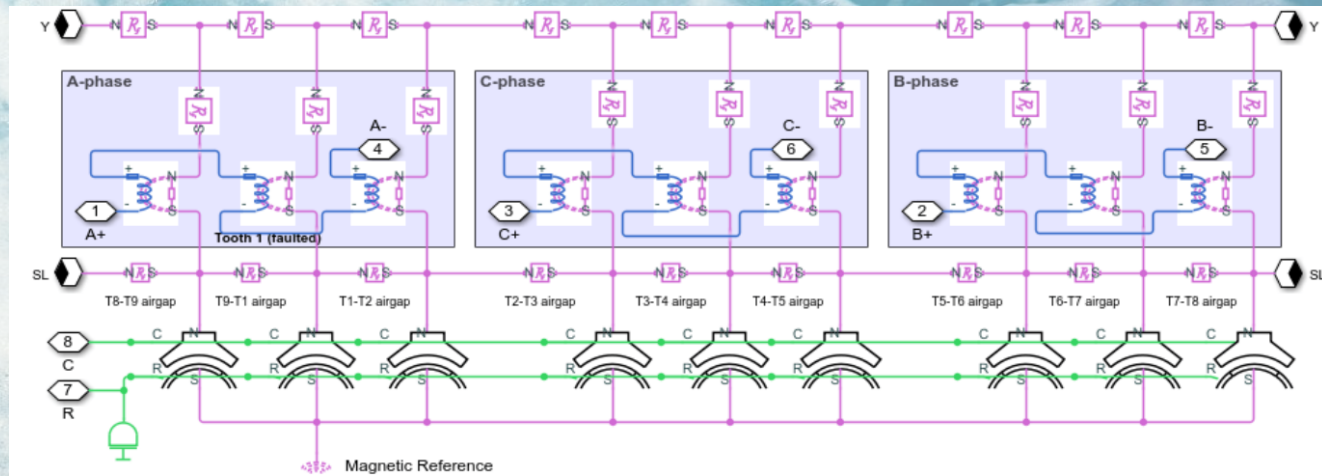 Y N R S N R S N R S N R S N R S N R S N R S N R S N R S Y
A-phase C-phase B-phase
N R S N R S N R S N R S N R S N R S N R S N R S N R S
A- C- B-
4 6 5
+ N + N + N + N + N + N + N + N + N
1 - S - S - S 3 - S - S - S 2 - S - S - S
A+ Tooth 1 (faulted) C+ B+
SL N R S N R S N R S N R S N R S N R S N R S N R S N R S SL
T8-T9 airgap T9-T1 airgap T1-T2 airgap T2-T3 airgap T3-T4 airgap T4-T5 airgap T5-T6 airgap T6-T7 airgap T7-T8 airgap
8 C N C N C N C N C N C N C N C N C N
C
7 R S R S R S R S R S R S R S R S R S
R
Magnetic Reference